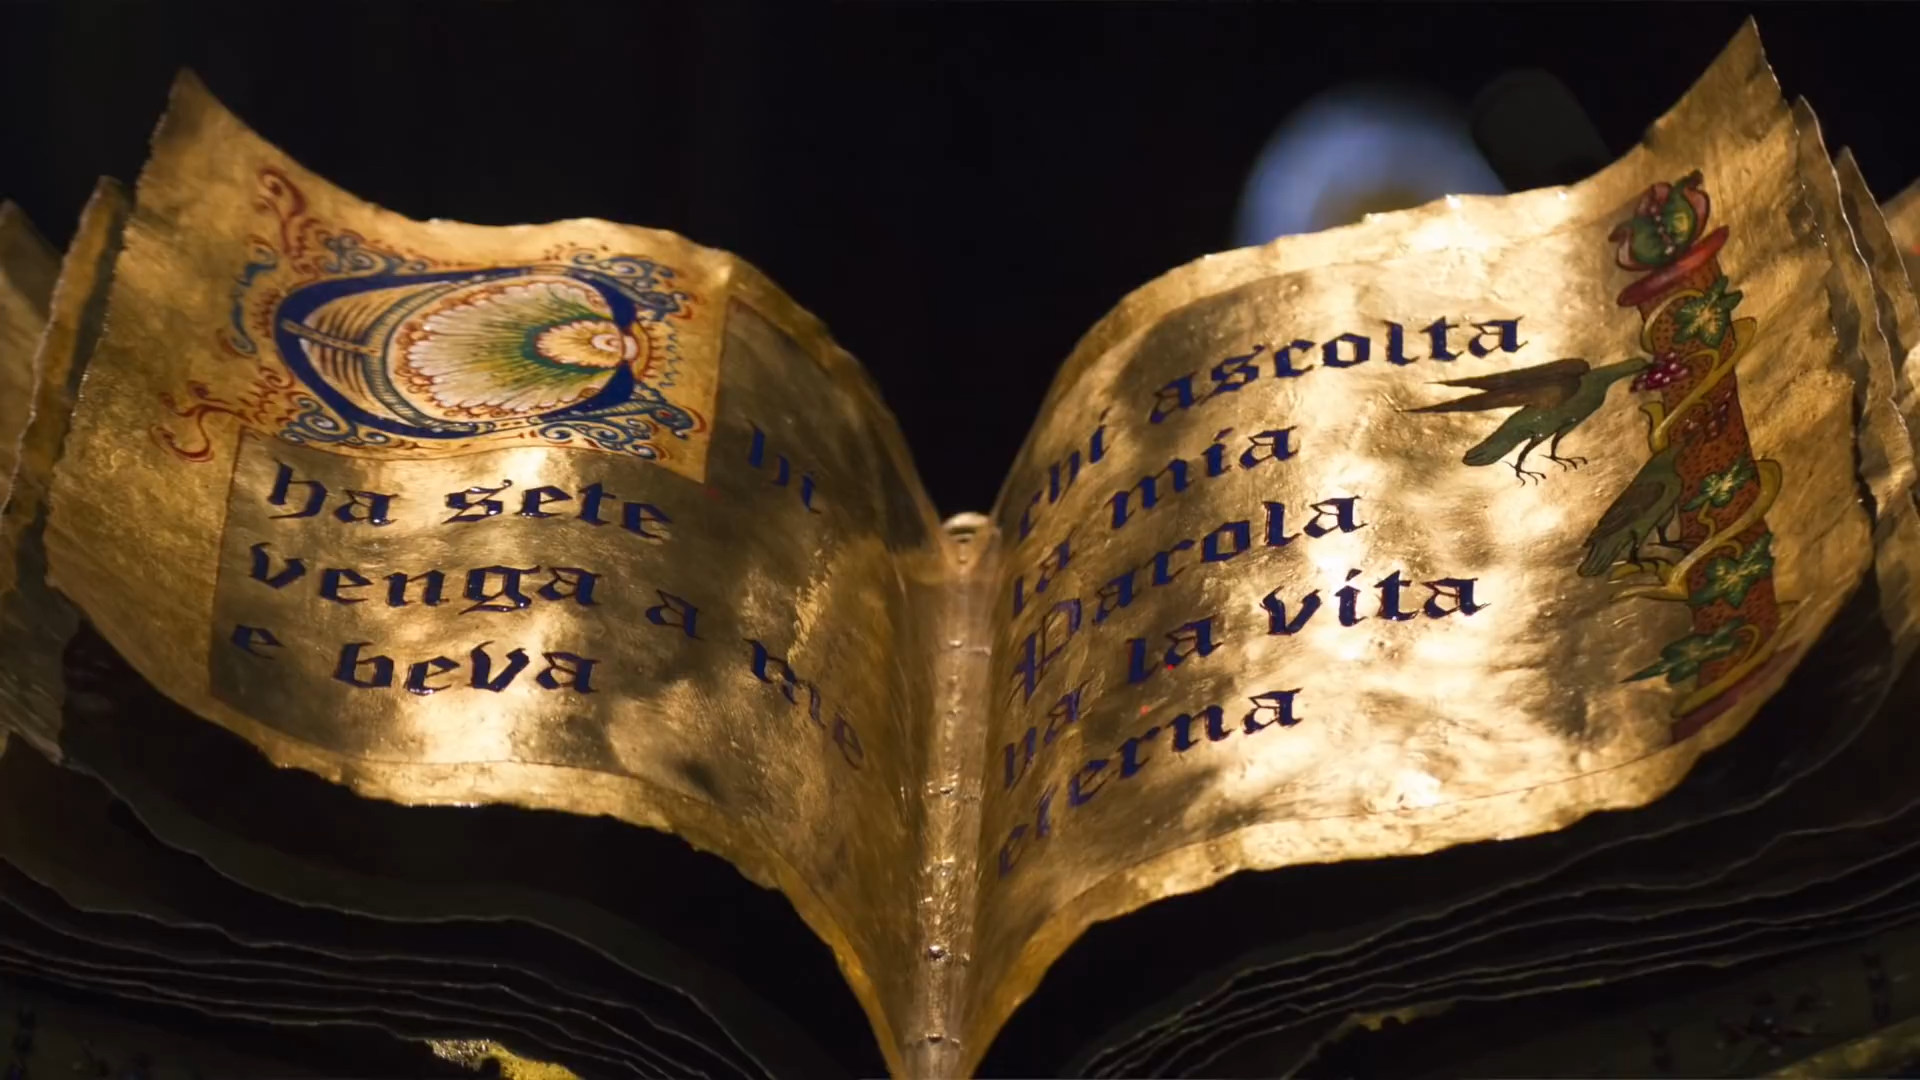 Chi
ha sete
venga a me
e beva
chi ascolta
la mia
Parola
ha la vita
eterna